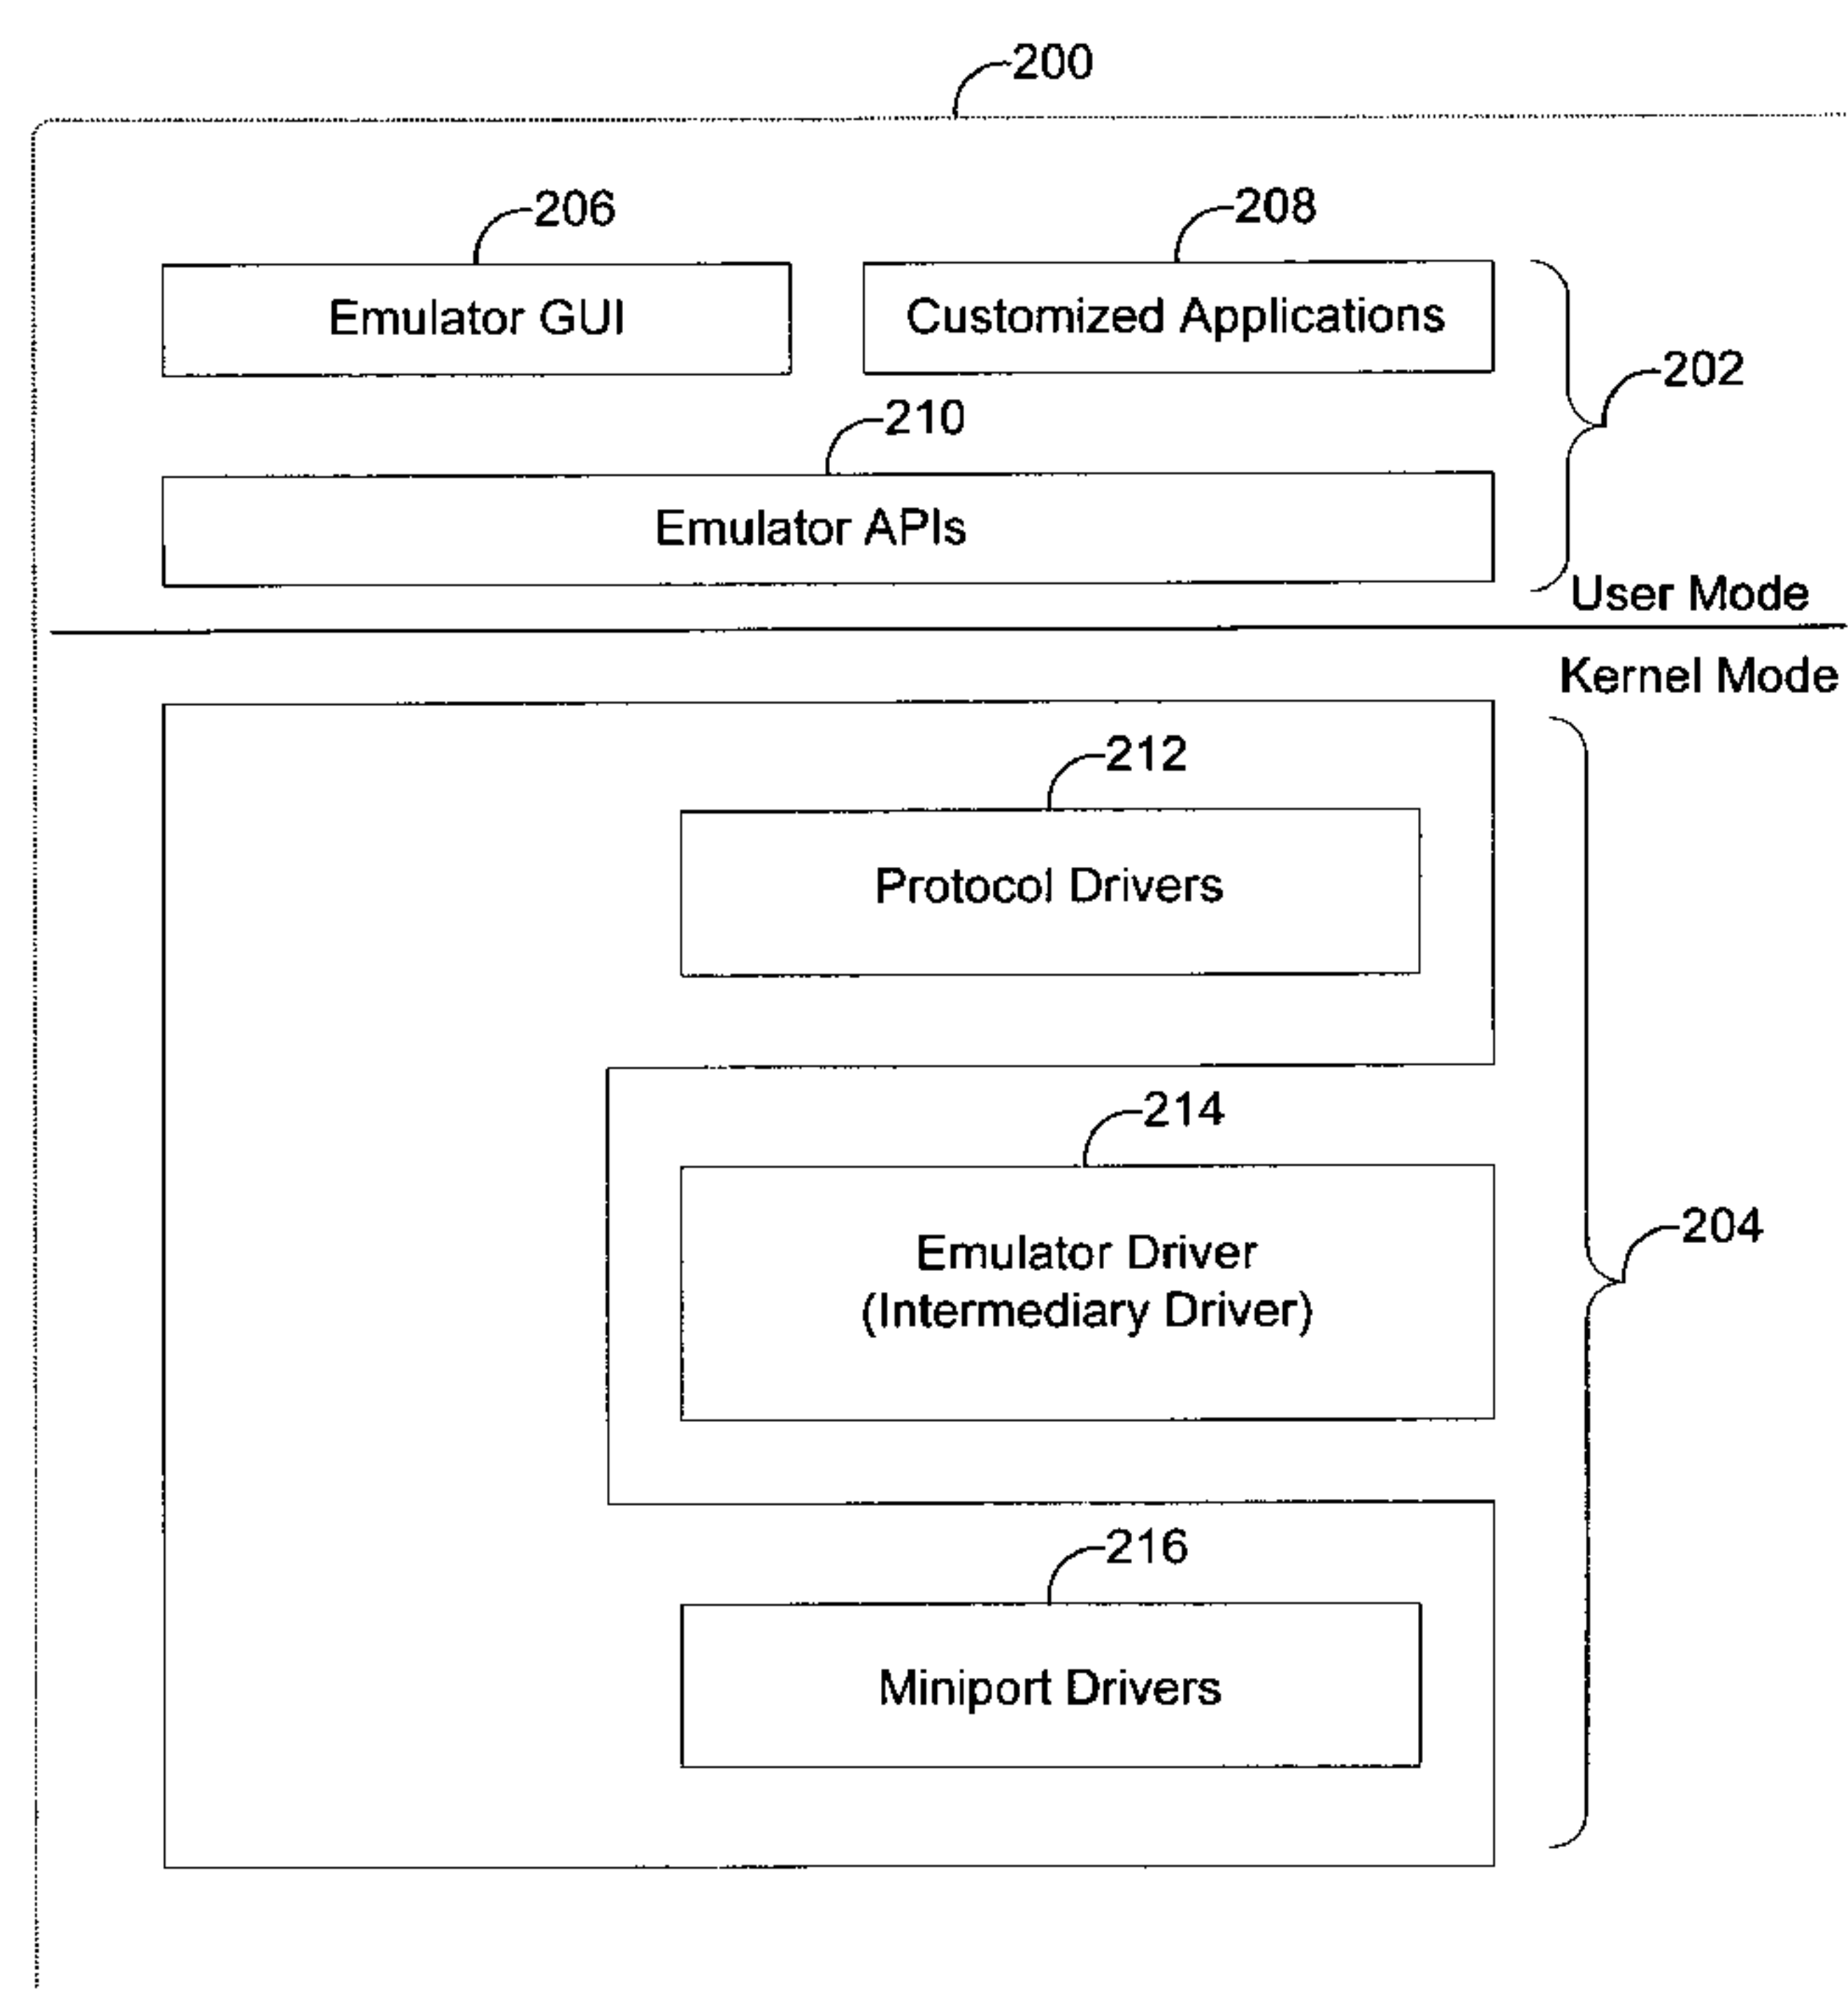 200
206
208
Emulator GUI
Customized Applications
202
210
Emulator APIs
User Mode
Kernel Mode
212
Protocol Drivers
214
Emulator Driver
(Intermediary Driver)
204
216
Miniport Drivers